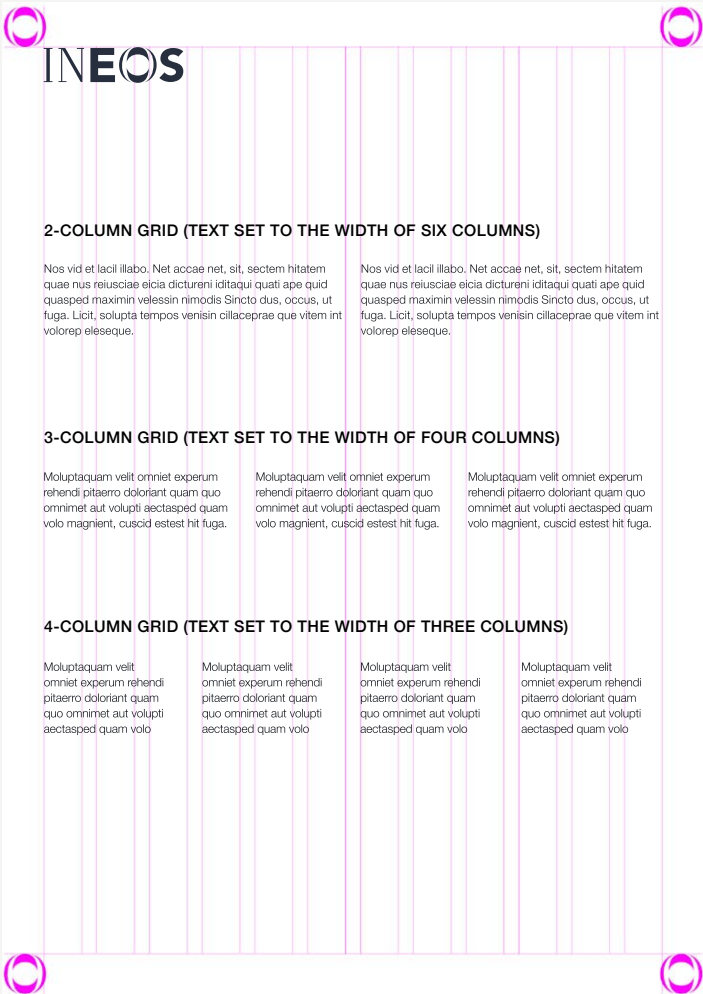 INEOS
2-COLUMN GRID (TEXT SET TO THE WIDTH OF SIX COLUMNS)
Nos vid et lacil illabo. Net accae net, sit, sectem hitatem
quae nus reiusciae eicia dictureni iditaqui quati ape quid
quasped maximin velessin nimodis Sincto dus, occus, ut
fuga. Licit, solupta tempos venisin cillaceprae que vitem int
volorep eleseque.
Nos vid et lacil illabo. Net accae net, sit, sectem hitatem
quae nus reiusciae eicia dictureni iditaqui quati ape quid
quasped maximin velessin nimodis Sincto dus, occus, ut
fuga. Licit, solupta tempos venisin cillaceprae que vitem int
volorep eleseque.
3-COLUMN GRID (TEXT SET TO THE WIDTH OF FOUR COLUMNS)
Moluptaquam velit omniet experum
rehendi pitaerro doloriant quam quo
omnimet aut volupti aectasped quam
volo magnient, cuscid estest hit fuga.
Moluptaquam velit omniet experum
rehendi pitaerro doloriant quam quo
omnimet aut volupti aectasped quam
volo magnient, cuscid estest hit fuga.
Moluptaquam velit omniet experum
rehendi pitaerro doloriant quam quo
omnimet aut volupti aectasped quam
volo magnient, cuscid estest hit fuga.
4-COLUMN GRID (TEXT SET TO THE WIDTH OF THREE COLUMNS)
Moluptaquam velit
omniet experum rehendi
pitaerro doloriant quam
quo omnimet aut volupti
aectasped quam volo
Moluptaquam velit
omniet experum rehendi
pitaerro doloriant quam
quo omnimet aut volupti
aectasped quam volo
Moluptaquam velit
omniet experum rehendi
pitaerro doloriant quam
quo omnimet aut volupti
aectasped quam volo
Moluptaquam velit
omniet experum rehendi
pitaerro doloriant quam
quo omnimet aut volupti
aectasped quam volo